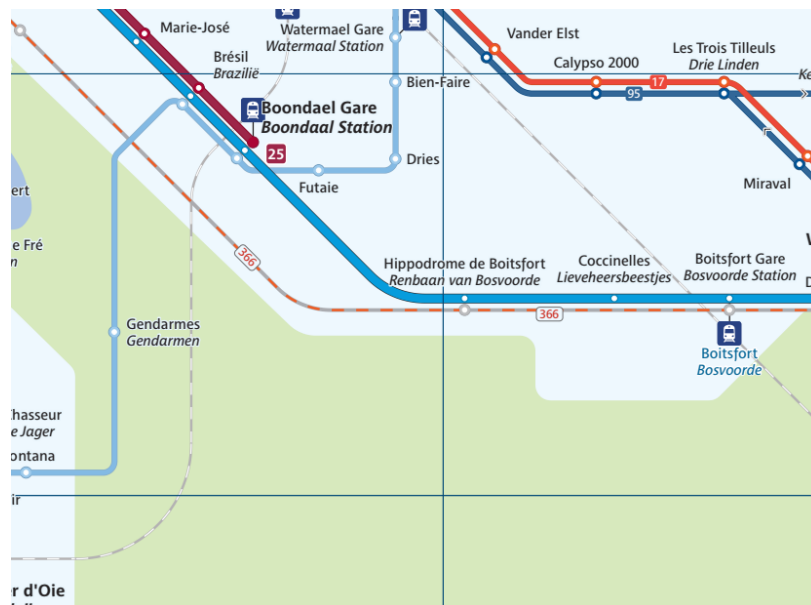 Marie-José
Watermael Gare
Watermaal Station
Vander Elst
Brésil
Brazilië
Bien-Faire
Calypso 2000
Les Trois Tilleuls
Drie Linden
17
95
Boondael Gare
Boondaal Station
25
Dries
Futaie
Miraval
366
Hippodrome de Boitsfort
Renbaan van Bosvoorde
Coccinelles
Lieveheersbeestjes
Boitsfort Gare
Bosvoorde Station
366
Gendarmes
Gendarmen
Boitsfort
Bosvoorde
e Fré
Chasseur
e Jager
ontana
er d'Oie